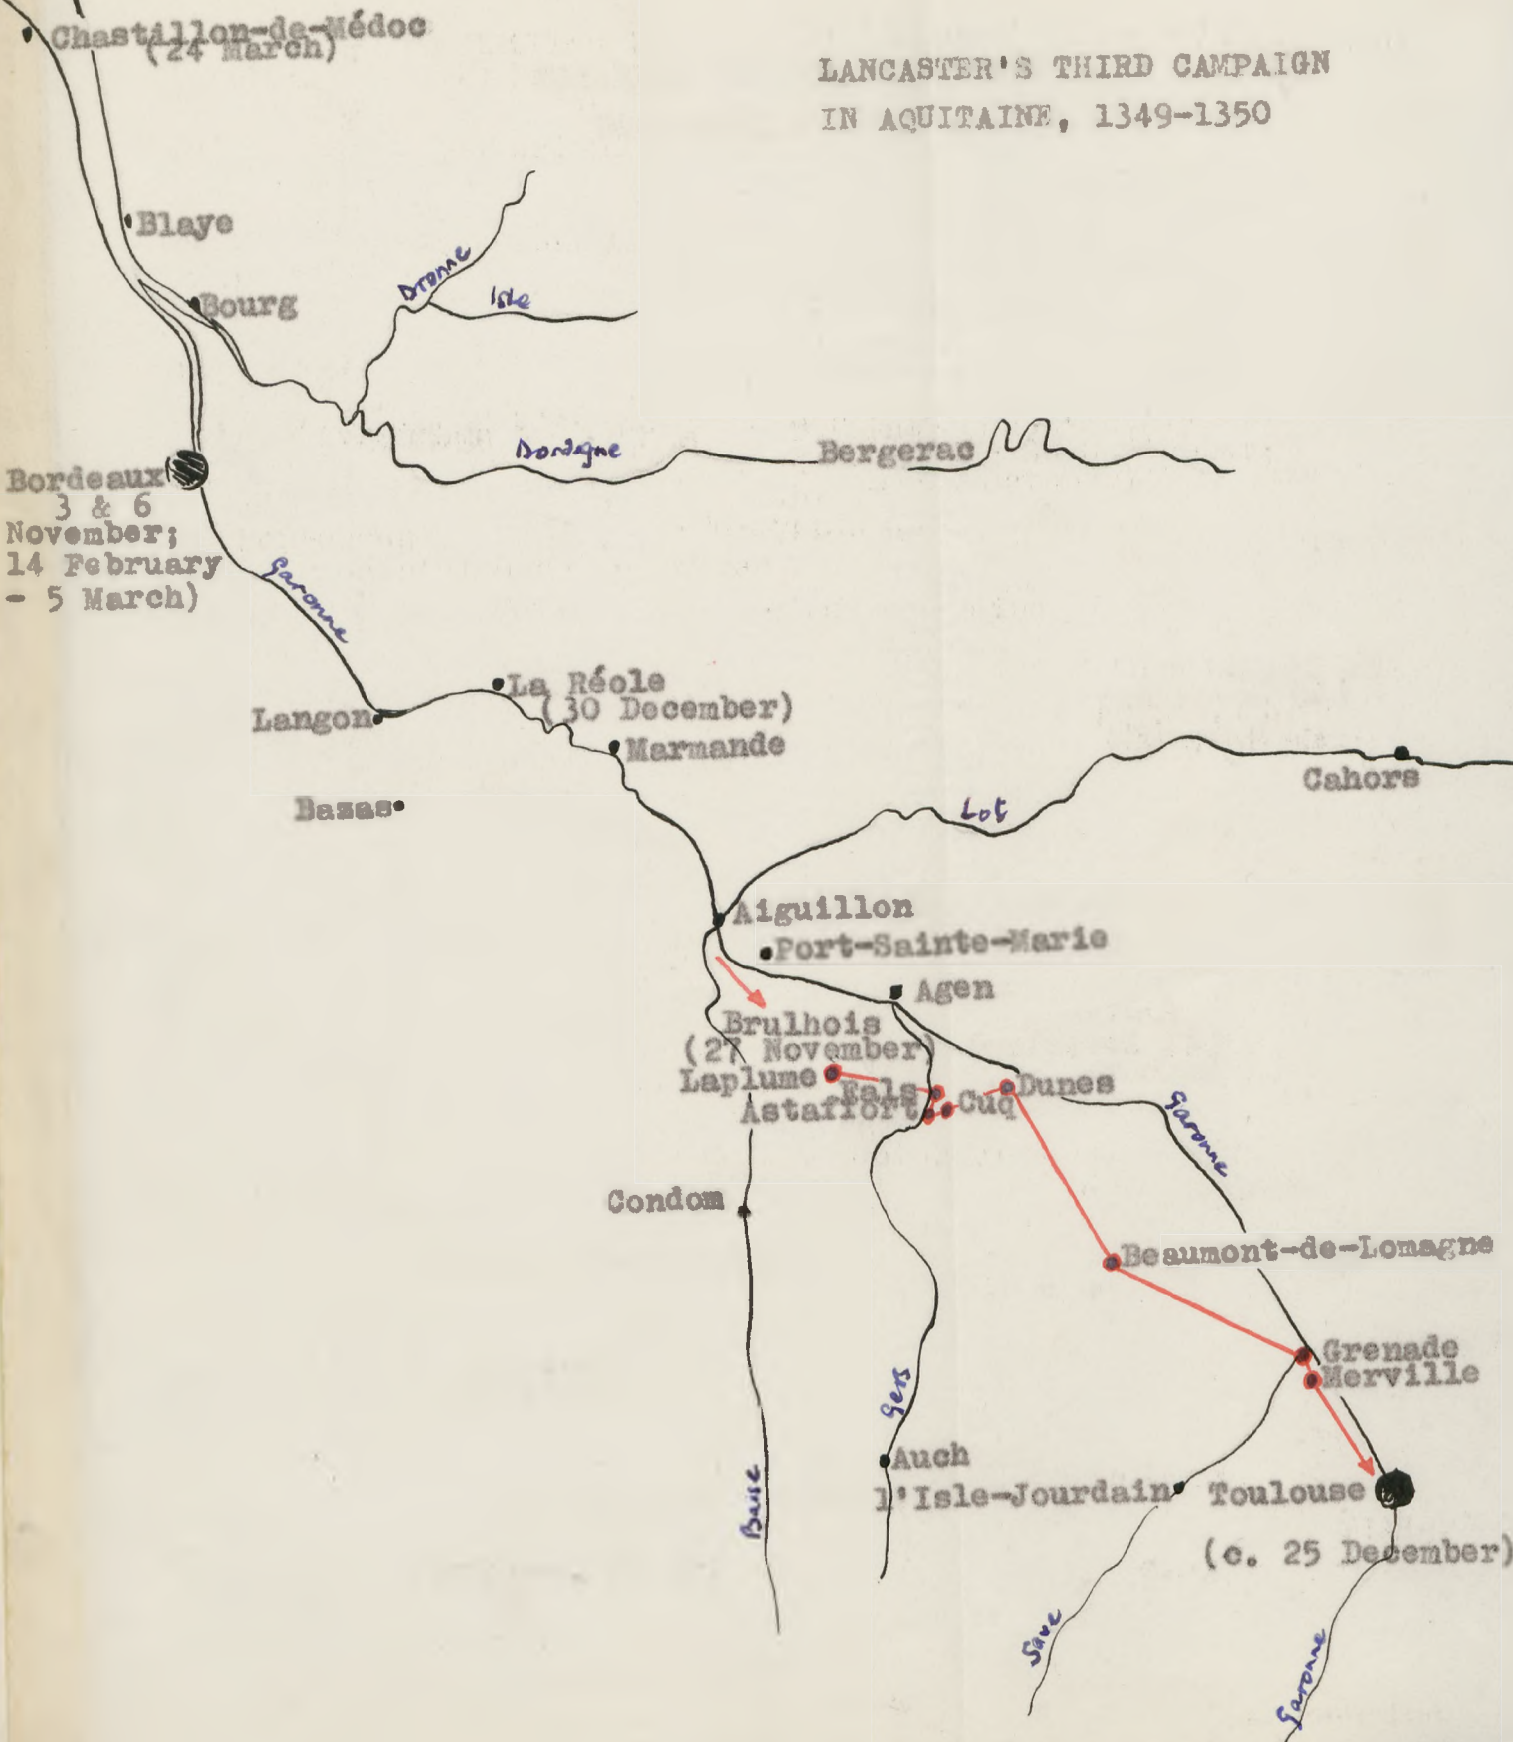 Chastillon-de-Médoc
(24 March)
LANCASTER'S THIRD CAMPAIGN
IN AQUITAINE, 1349-1350
Blaye
Bourg
Dronne
Isle
Dordogne
Bergerac
Bordeaux
3 & 6
November;
14 February
- 5 March)
Garonne
La Réole
(30 December)
Langon
Marmande
Bazas
Cahors
Lot
Aiguillon
Port-Sainte-Marie
Agen
Brulhois
(27 November)
Laplume
Fals
Dunes
Astaffort
Cuq
Garonne
Condom
Beaumont-de-Lomagne
Grenade
Merville
Gers
Auch
l'Isle-Jourdain
Toulouse
Baise
(c. 25 December)
Save
Garonne